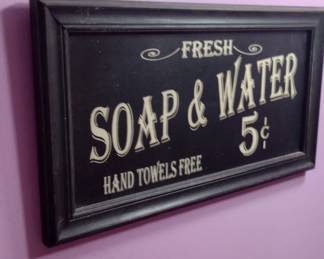 FRESH
SOAP & WATER
5¢
HAND TOWELS FREE